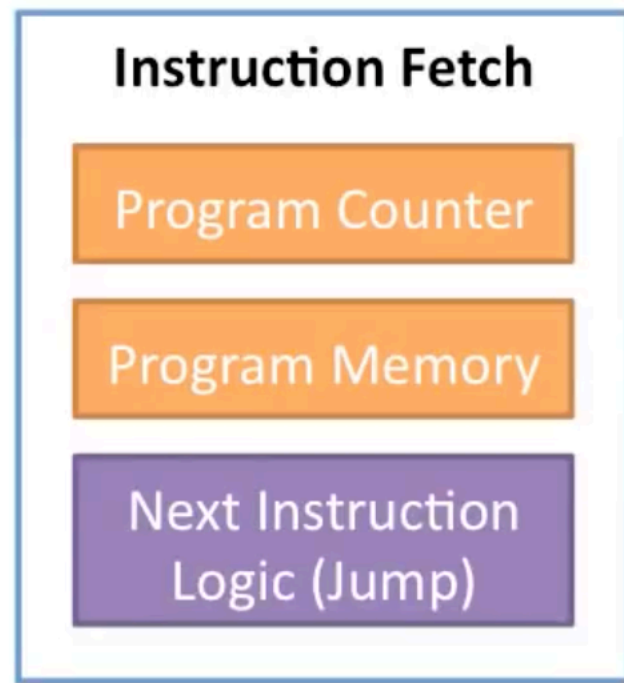 Instruction Fetch
Program Counter
Program Memory
Next Instruction
Logic (Jump)